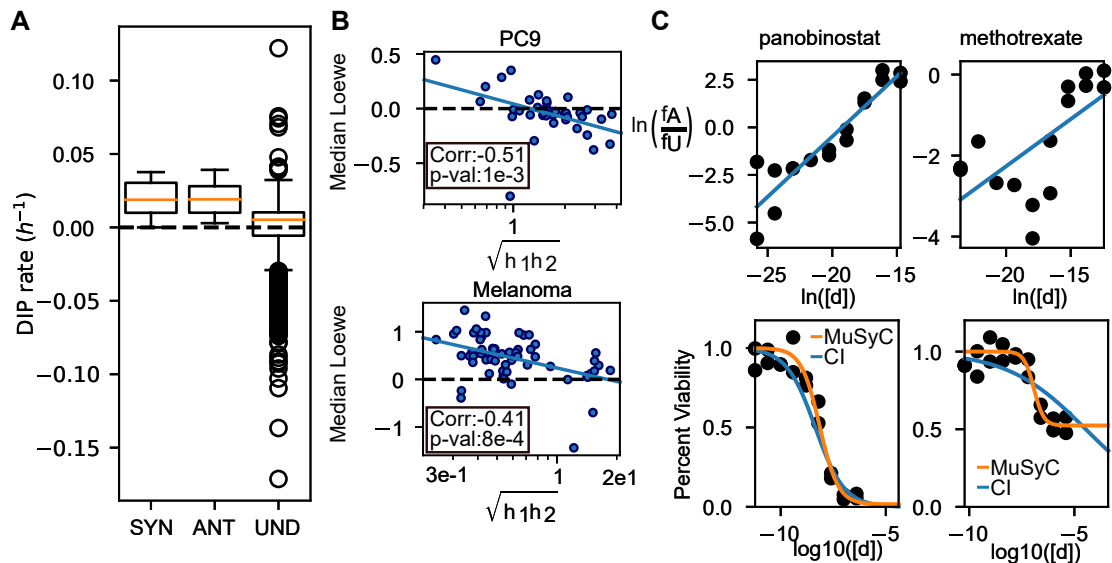 A
DIP rate (h⁻¹)
0.10
0.05
0.00
−0.05
−0.10
−0.15
SYN ANT UND
B
PC9
Median Loewe
0.5
0.0
−0.5
Corr:-0.51
p-val:1e-3
1
√h1h2
Melanoma
Median Loewe
1
0
−1
Corr:-0.41
p-val:8e-4
3e-1 1 2e1
√h1h2
C
panobinostat
ln(fA/fU)
2.5
0.0
−2.5
−5.0
−25 −20 −15
ln([d])
methotrexate
0
−2
−4
−20 −15
ln([d])
Percent Viability
1.0
0.5
0.0
MuSyC
CI
−10 −5
log10([d])
1.0
0.5
0.0
MuSyC
CI
−10 −5
log10([d])